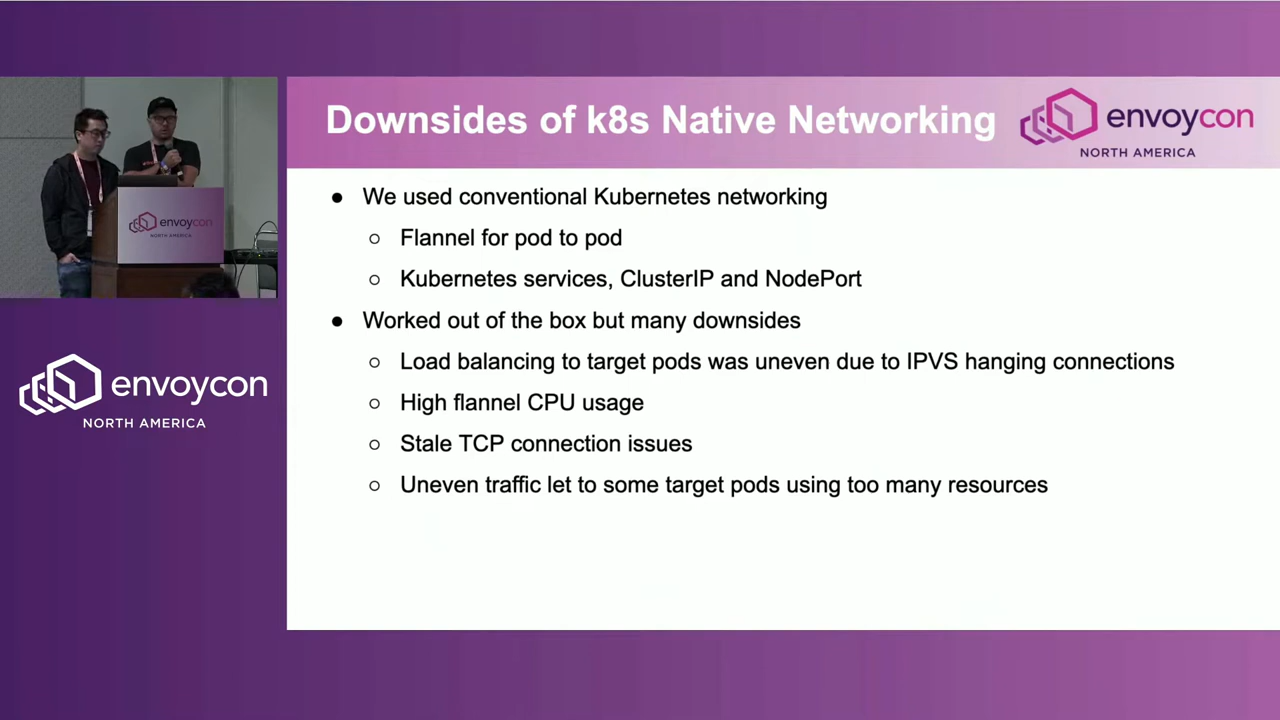 Downsides of k8s Native Networking
envoycon
NORTH AMERICA
● We used conventional Kubernetes networking
○ Flannel for pod to pod
○ Kubernetes services, ClusterIP and NodePort
● Worked out of the box but many downsides
○ Load balancing to target pods was uneven due to IPVS hanging connections
○ High flannel CPU usage
○ Stale TCP connection issues
○ Uneven traffic let to some target pods using too many resources
envoycon
NORTH AMERICA
envoycon
NORTH AMERICA